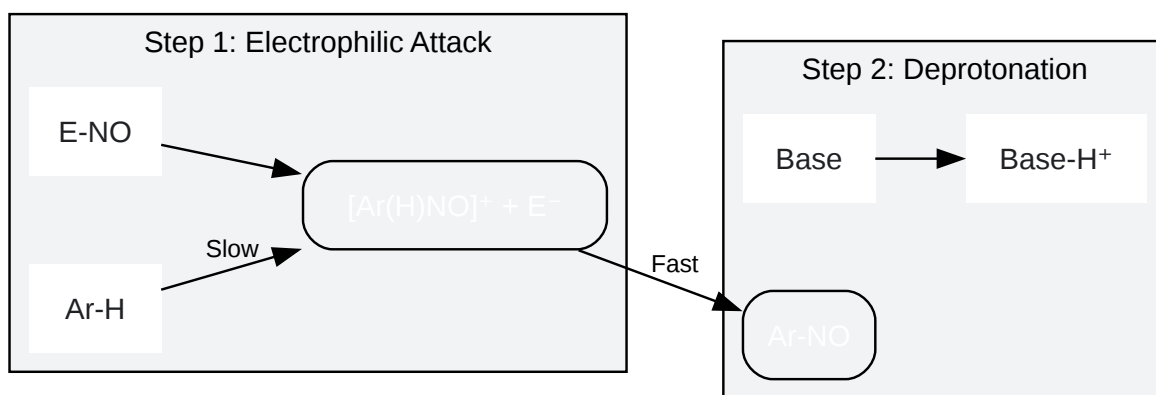 Step 1: Electrophilic Attack
E-NO
[Ar(H)NO]⁺ + E⁻
Slow
Ar-H
Fast
Step 2: Deprotonation
Base
Base-H⁺
Ar-NO